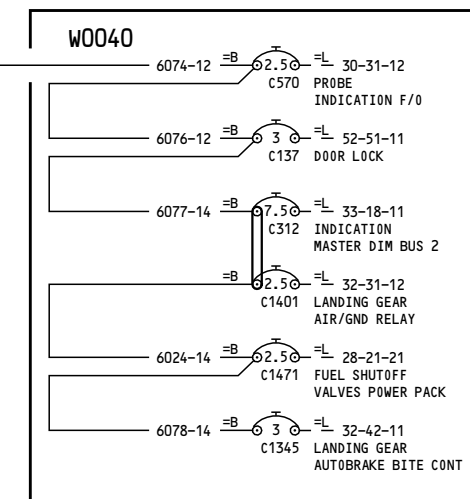 W0040
6074-12 =B 2.5 =L 30-31-12
C570 PROBE
INDICATION F/O
6076-12 =B 3 =L 52-51-11
C137 DOOR LOCK
6077-14 =B 7.5 =L 33-18-11
C312 INDICATION
MASTER DIM BUS 2
=B 2.5 =L 32-31-12
C1401 LANDING GEAR
AIR/GND RELAY
6024-14 =B 2.5 =L 28-21-21
C1471 FUEL SHUTOFF
VALVES POWER PACK
6078-14 =B 3 =L 32-42-11
C1345 LANDING GEAR
AUTOBRAKE BITE CONT